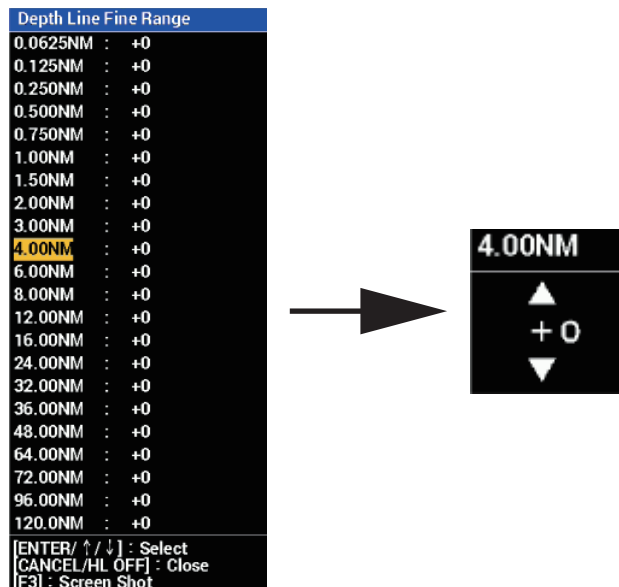 Depth Line Fine Range
0.0625NM : +0
0.125NM : +0
0.250NM : +0
0.500NM : +0
0.750NM : +0
1.00NM : +0
1.50NM : +0
2.00NM : +0
3.00NM : +0
4.00NM : +0
6.00NM : +0
8.00NM : +0
12.00NM : +0
16.00NM : +0
24.00NM : +0
32.00NM : +0
36.00NM : +0
48.00NM : +0
64.00NM : +0
72.00NM : +0
96.00NM : +0
120.0NM : +0
[ENTER/ ↑/↓] : Select
[CANCEL/HL OFF] : Close
[F3] : Screen Shot
4.00NM
▲
+0
▼